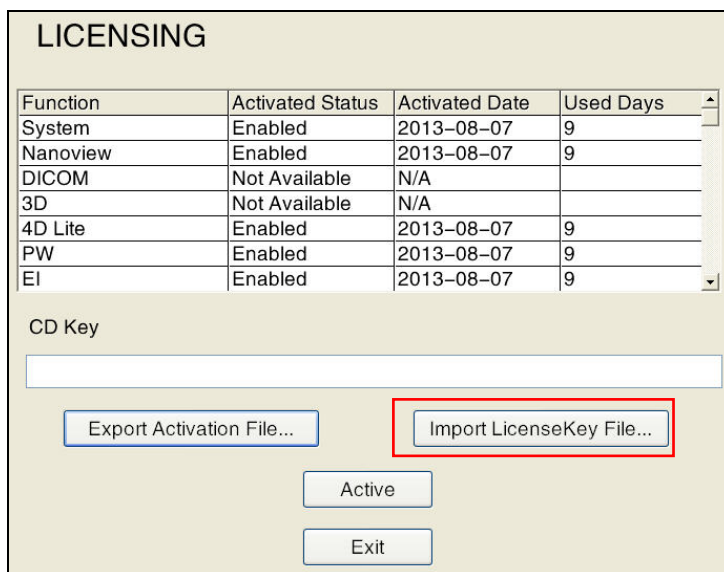 LICENSING
Function Activated Status Activated Date Used Days
System Enabled 2013-08-07 9
Nanoview Enabled 2013-08-07 9
DICOM Not Available N/A
3D Not Available N/A
4D Lite Enabled 2013-08-07 9
PW Enabled 2013-08-07 9
EI Enabled 2013-08-07 9
CD Key
Export Activation File... Import LicenseKey File...
Active
Exit